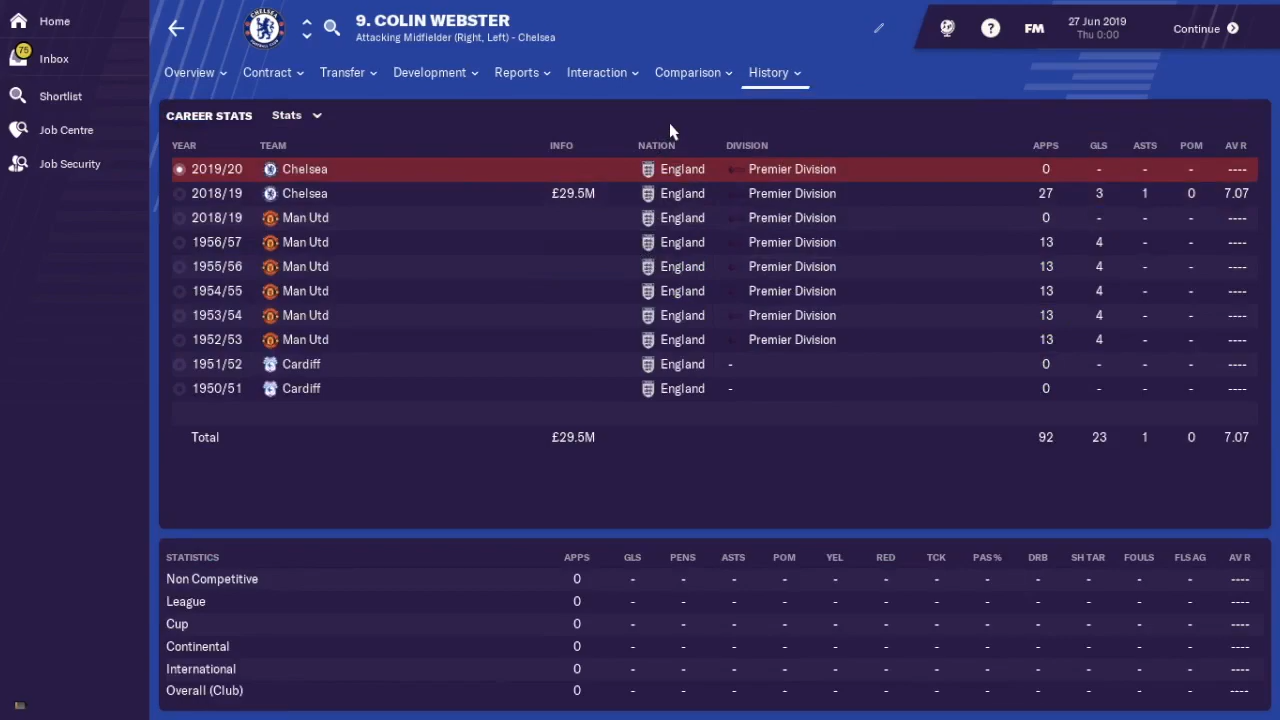 Home
Inbox
75
Shortlist
Job Centre
Job Security
9. COLIN WEBSTER
Attacking Midfielder (Right, Left) - Chelsea
FM
27 Jun 2019
Thu 0:00
Continue
Overview Contract Transfer Development Reports Interaction Comparison History
CAREER STATS Stats
YEAR TEAM INFO NATION DIVISION APPS GLS ASTS POM AV R
2019/20 Chelsea England Premier Division 0 - - - ----
2018/19 Chelsea £29.5M England Premier Division 27 3 1 0 7.07
2018/19 Man Utd England Premier Division 0 - - - ----
1956/57 Man Utd England Premier Division 13 4 - - ----
1955/56 Man Utd England Premier Division 13 4 - - ----
1954/55 Man Utd England Premier Division 13 4 - - ----
1953/54 Man Utd England Premier Division 13 4 - - ----
1952/53 Man Utd England Premier Division 13 4 - - ----
1951/52 Cardiff England - 0 - - - ----
1950/51 Cardiff England - 0 - - - ----
Total £29.5M 92 23 1 0 7.07
STATISTICS APPS GLS PENS ASTS POM YEL RED TCK PAS % DRB SH TAR FOULS FLS AG AV R
Non Competitive 0 - - - - - - - - - - - - ----
League 0 - - - - - - - - - - - - ----
Cup 0 - - - - - - - - - - - - ----
Continental 0 - - - - - - - - - - - - ----
International 0 - - - - - - - - - - - - ----
Overall (Club) 0 - - - - - - - - - - - - ----